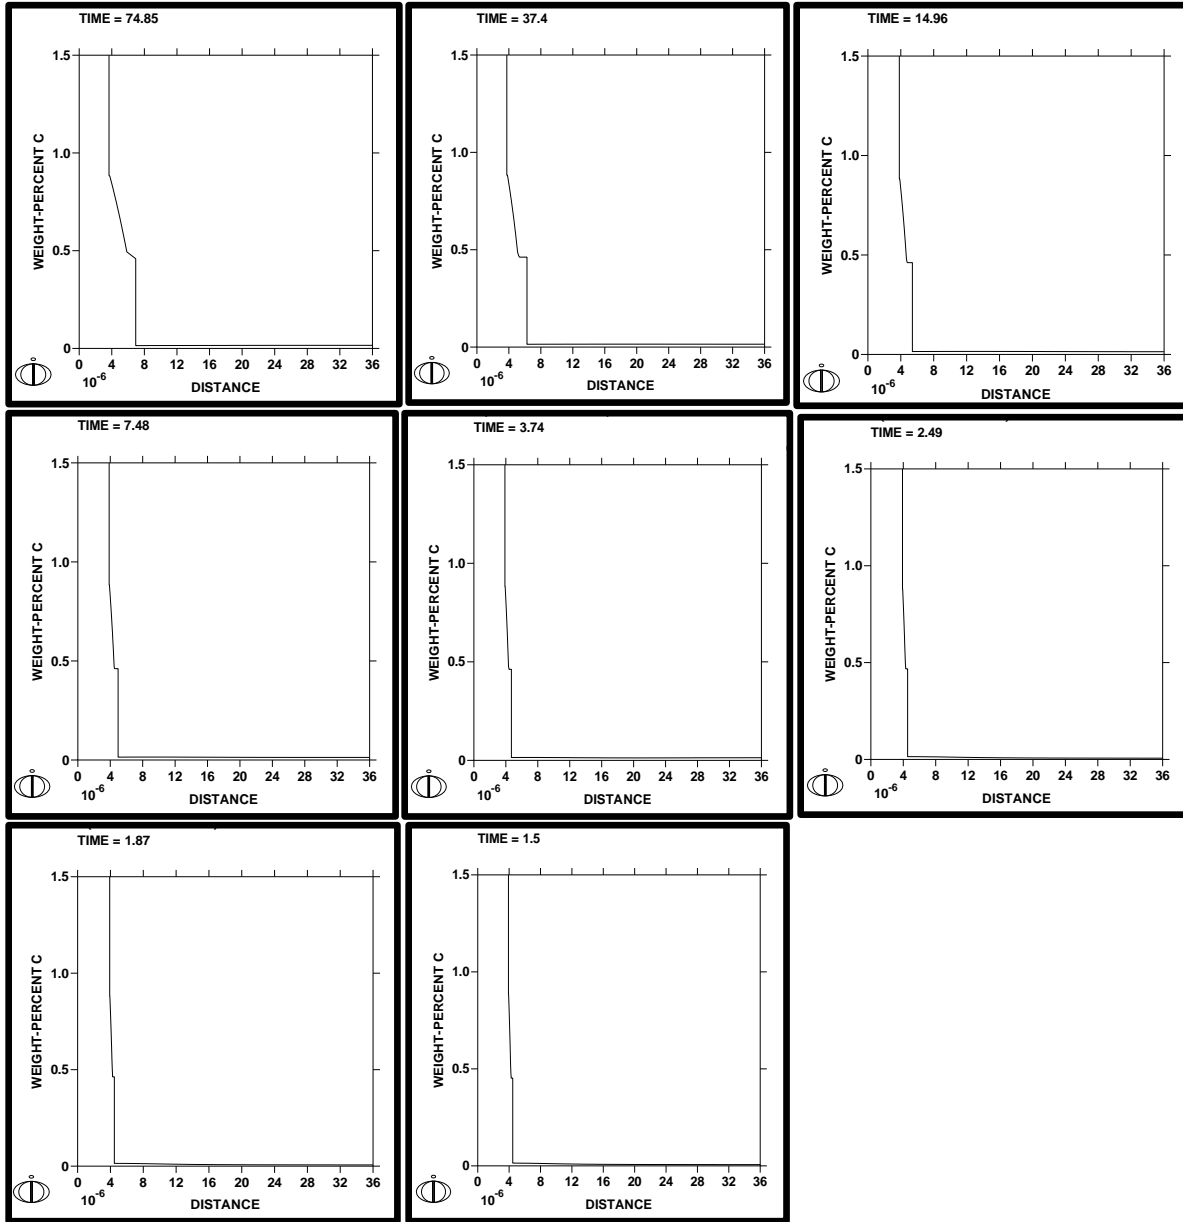 TIME = 74.85
1.5
1.0
0.5
0
WEIGHT-PERCENT C
0 4 8 12 16 20 24 28 32 36
10-6
DISTANCE
TIME = 37.4
1.5
1.0
0.5
0
WEIGHT-PERCENT C
0 4 8 12 16 20 24 28 32 36
10-6
DISTANCE
TIME = 14.96
1.5
1.0
0.5
0
WEIGHT-PERCENT C
0 4 8 12 16 20 24 28 32 36
10-6
DISTANCE
TIME = 7.48
1.5
1.0
0.5
0
WEIGHT-PERCENT C
0 4 8 12 16 20 24 28 32 36
10-6
DISTANCE
TIME = 3.74
1.5
1.0
0.5
0
WEIGHT-PERCENT C
0 4 8 12 16 20 24 28 32 36
10-6
DISTANCE
TIME = 2.49
1.5
1.0
0.5
0
WEIGHT-PERCENT C
0 4 8 12 16 20 24 28 32 36
10-6
DISTANCE
TIME = 1.87
1.5
1.0
0.5
0
WEIGHT-PERCENT C
0 4 8 12 16 20 24 28 32 36
10-6
DISTANCE
TIME = 1.5
1.5
1.0
0.5
0
WEIGHT-PERCENT C
0 4 8 12 16 20 24 28 32 36
10-6
DISTANCE